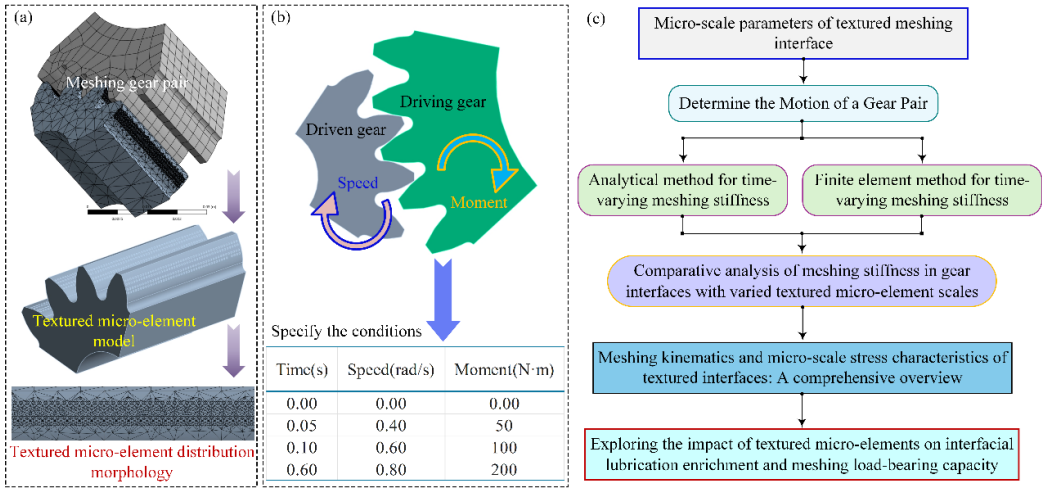 (a)
Meshing gear pair
Textured micro-element
model
Textured micro-element distribution
morphology
(b)
Driving gear
Driven gear
Speed
Moment
Specify the conditions
Time(s) Speed(rad/s) Moment(N·m)
0.00 0.00 0.00
0.05 0.40 50
0.10 0.60 100
0.60 0.80 200
(c)
Micro-scale parameters of textured meshing
interface
Determine the Motion of a Gear Pair
Analytical method for time-
varying meshing stiffness
Finite element method for time-
varying meshing stiffness
Comparative analysis of meshing stiffness in gear
interfaces with varied textured micro-element scales
Meshing kinematics and micro-scale stress characteristics of
textured interfaces: A comprehensive overview
Exploring the impact of textured micro-elements on interfacial
lubrication enrichment and meshing load-bearing capacity